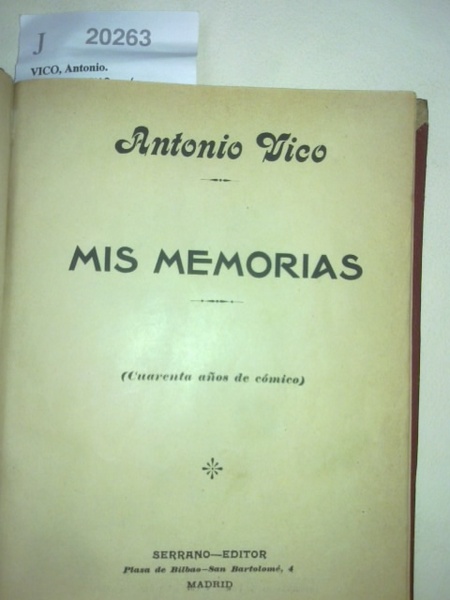 J 20263
VICO, Antonio.
Antonio Vico
MIS MEMORIAS
(Cuarenta años de cómico)
SERRANO—EDITOR
Plaza de Bilbao—San Bartolomé, 4
MADRID